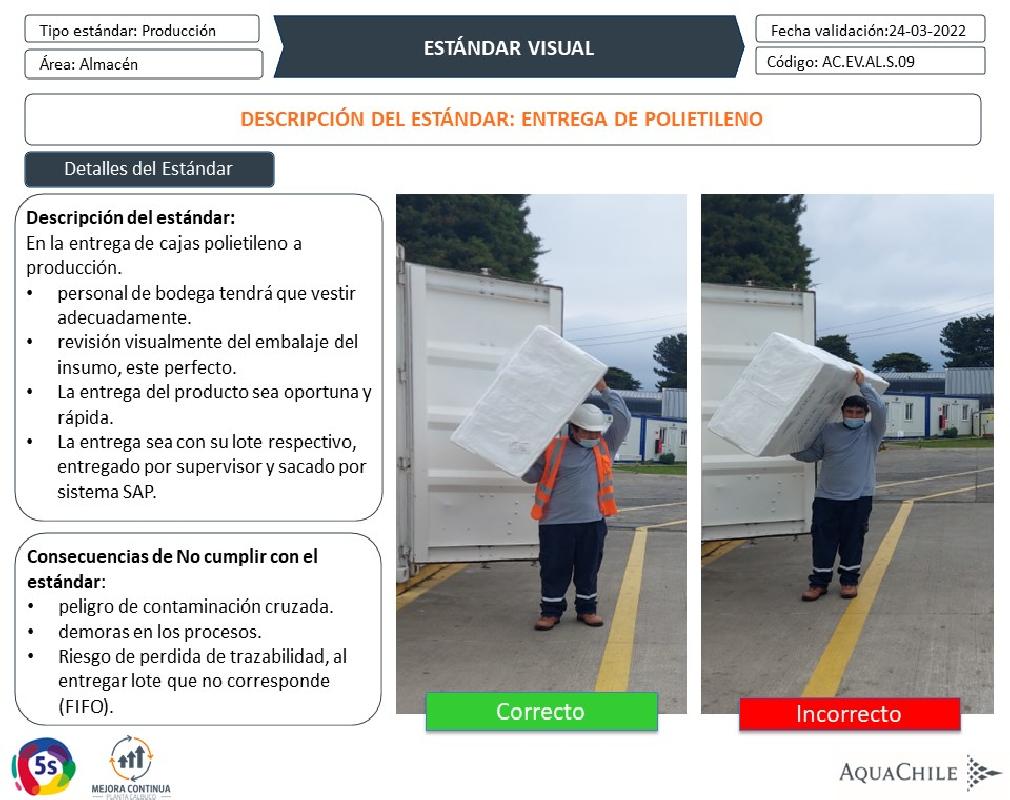 Tipo estándar: Producción
Área: Almacén
ESTÁNDAR VISUAL
Fecha validación:24-03-2022
Código: AC.EV.AL.S.09
DESCRIPCIÓN DEL ESTÁNDAR: ENTREGA DE POLIETILENO
Detalles del Estándar
Descripción del estándar:
En la entrega de cajas polietileno a
producción.
• personal de bodega tendrá que vestir
adecuadamente.
• revisión visualmente del embalaje del
insumo, este perfecto.
• La entrega del producto sea oportuna y
rápida.
• La entrega sea con su lote respectivo,
entregado por supervisor y sacado por
sistema SAP.
Consecuencias de No cumplir con el
estándar:
• peligro de contaminación cruzada.
• demoras en los procesos.
• Riesgo de perdida de trazabilidad, al
entregar lote que no corresponde
(FIFO).
Correcto
Incorrecto
5s
MEJORA CONTINUA
PLANTA CALBUCO
AQUACHILE